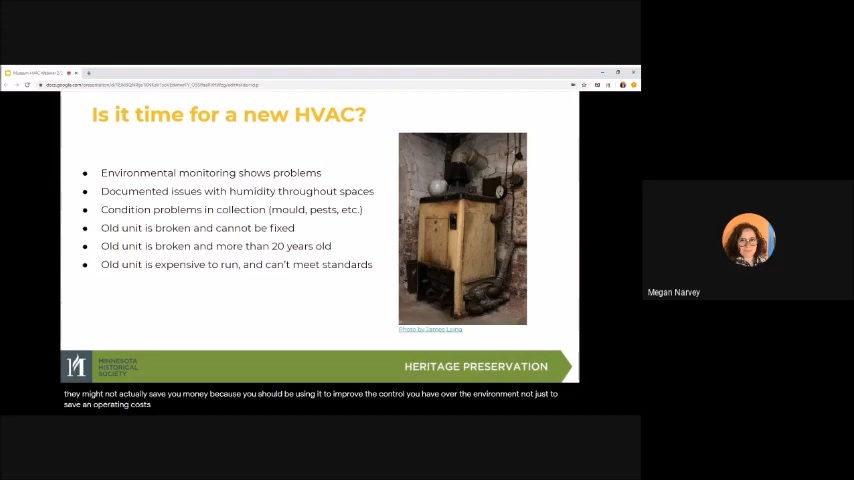 Is it time for a new HVAC?
Environmental monitoring shows problems
Documented issues with humidity throughout spaces
Condition problems in collection (mould, pests, etc.)
Old unit is broken and cannot be fixed
Old unit is broken and more than 20 years old
Old unit is expensive to run, and can't meet standards
Photo by James Laing
MINNESOTA
HISTORICAL
SOCIETY
HERITAGE PRESERVATION
they might not actually save you money because you should be using it to improve the control you have over the environment not just to
save an operating costs
Megan Narvey